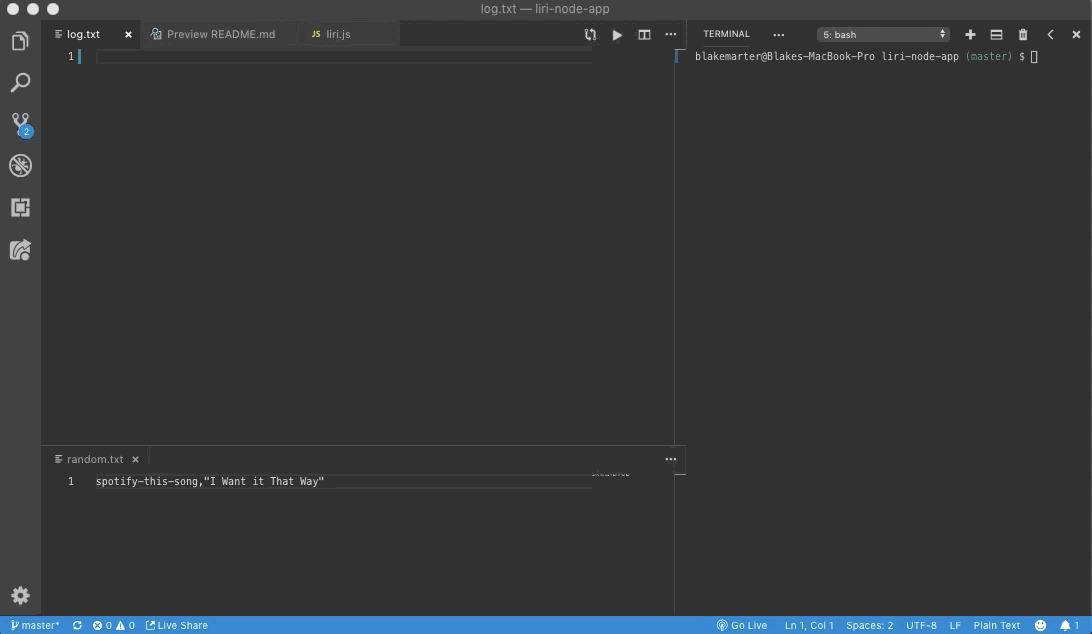 log.txt — liri-node-app
log.txt
Preview README.md
JS liri.js
TERMINAL
5: bash
1
blakemarter@Blakes-MacBook-Pro liri-node-app (master) $
2
random.txt
1 spotify-this-song,"I Want it That Way"
master* 0 0 Live Share
Go Live Ln 1, Col 1 Spaces: 2 UTF-8 LF Plain Text 1